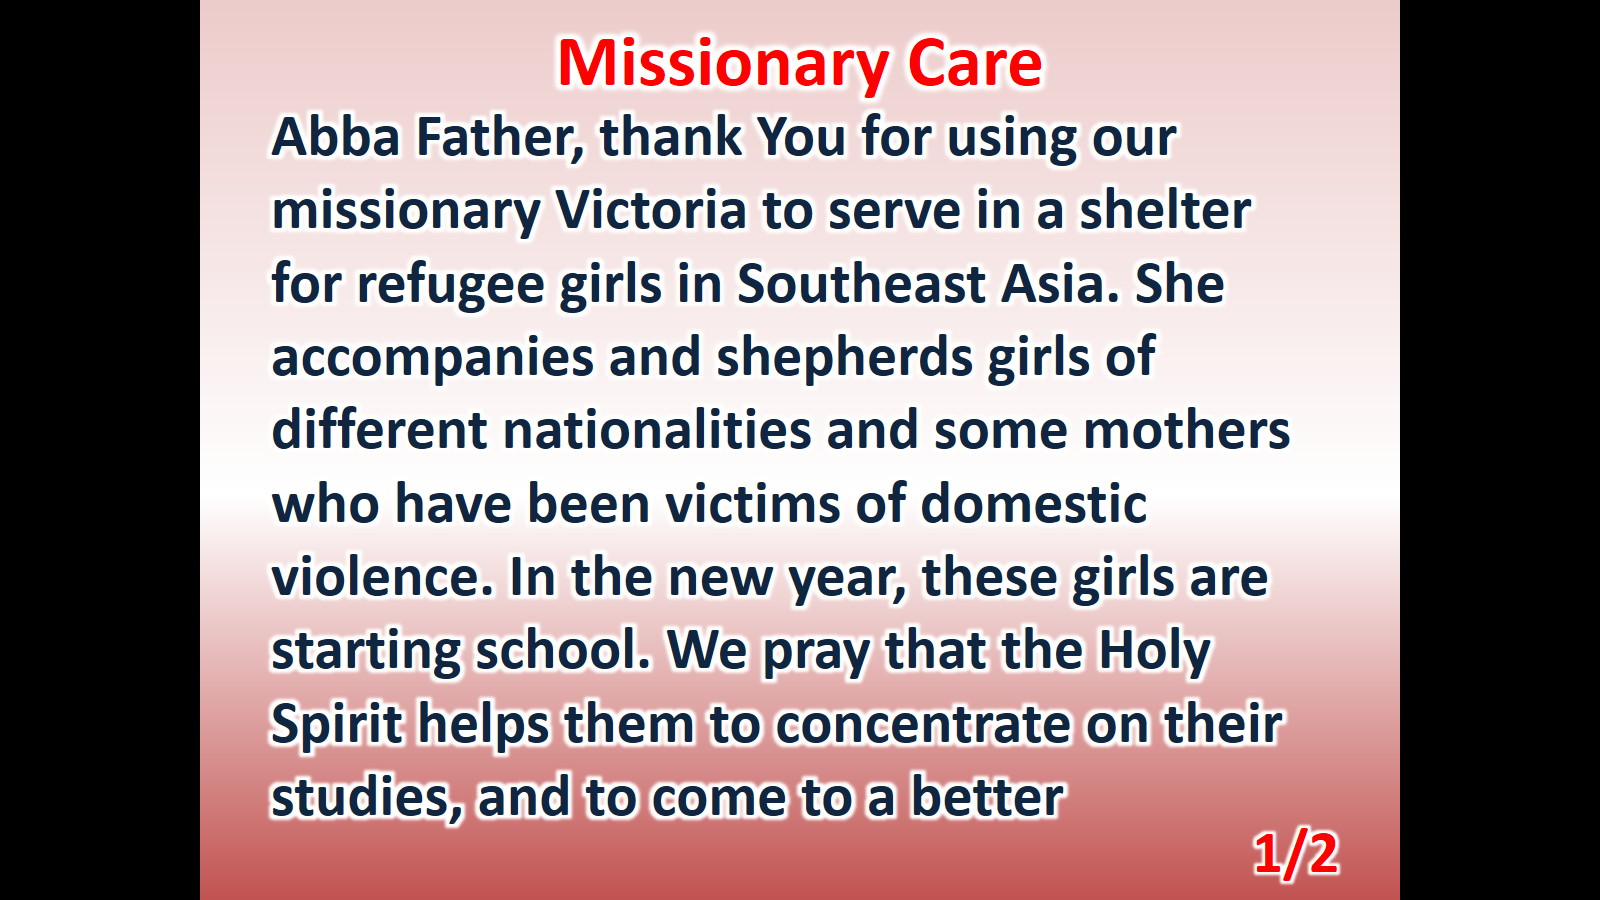 Missionary Care
Abba Father, thank You for using our
missionary Victoria to serve in a shelter
for refugee girls in Southeast Asia. She
accompanies and shepherds girls of
different nationalities and some mothers
who have been victims of domestic
violence. In the new year, these girls are
starting school. We pray that the Holy
Spirit helps them to concentrate on their
studies, and to come to a better
1/2